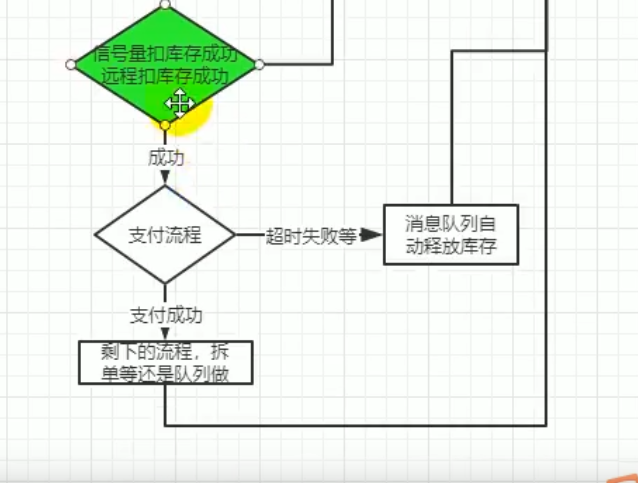 信号量扣库存成功
远程扣库存成功
成功
支付流程
超时失败等
消息队列自
动释放库存
支付成功
剩下的流程，拆
单等还是队列做